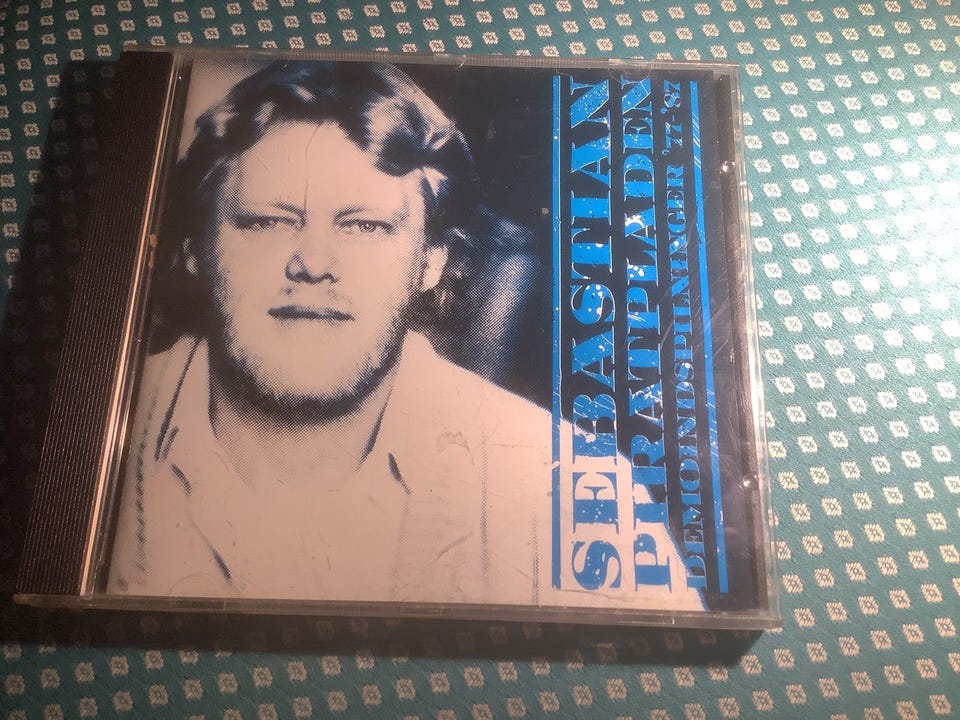 SEBASTIAN
PIRATPLADEN
DEMOINDSPILNINGER '77-'87